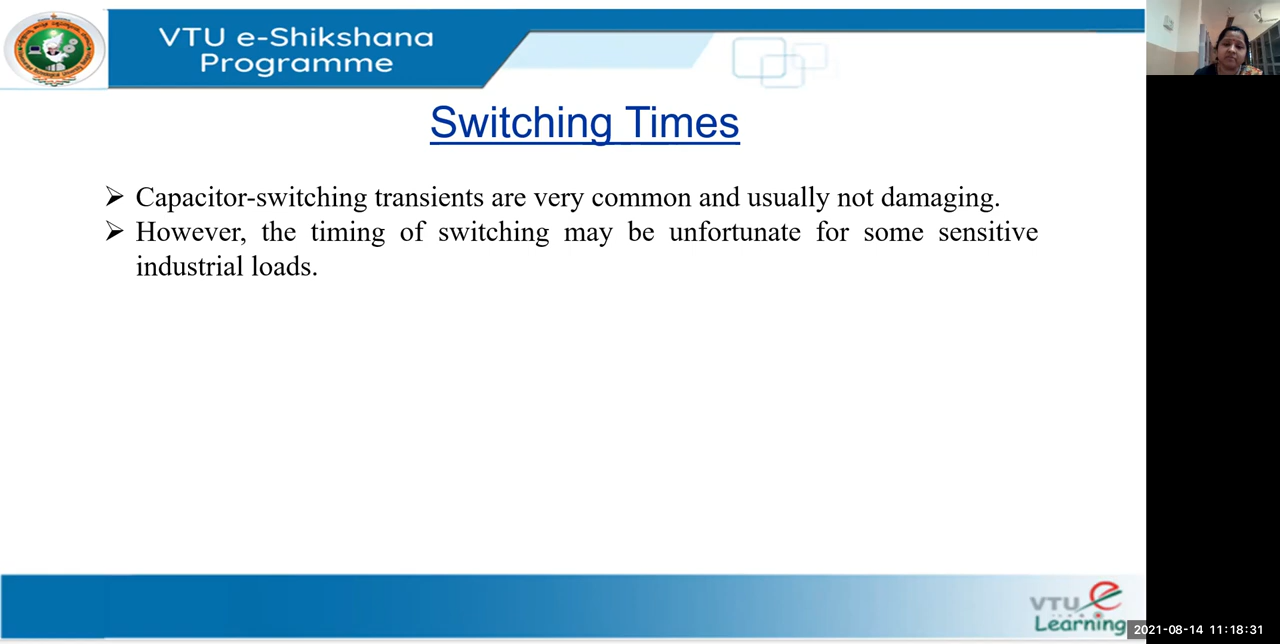 VTU e-Shikshana
Programme
Switching Times
➢ Capacitor-switching transients are very common and usually not damaging.
➢ However, the timing of switching may be unfortunate for some sensitive
industrial loads.
VTU e
Learning
2021-08-14 11:18:31